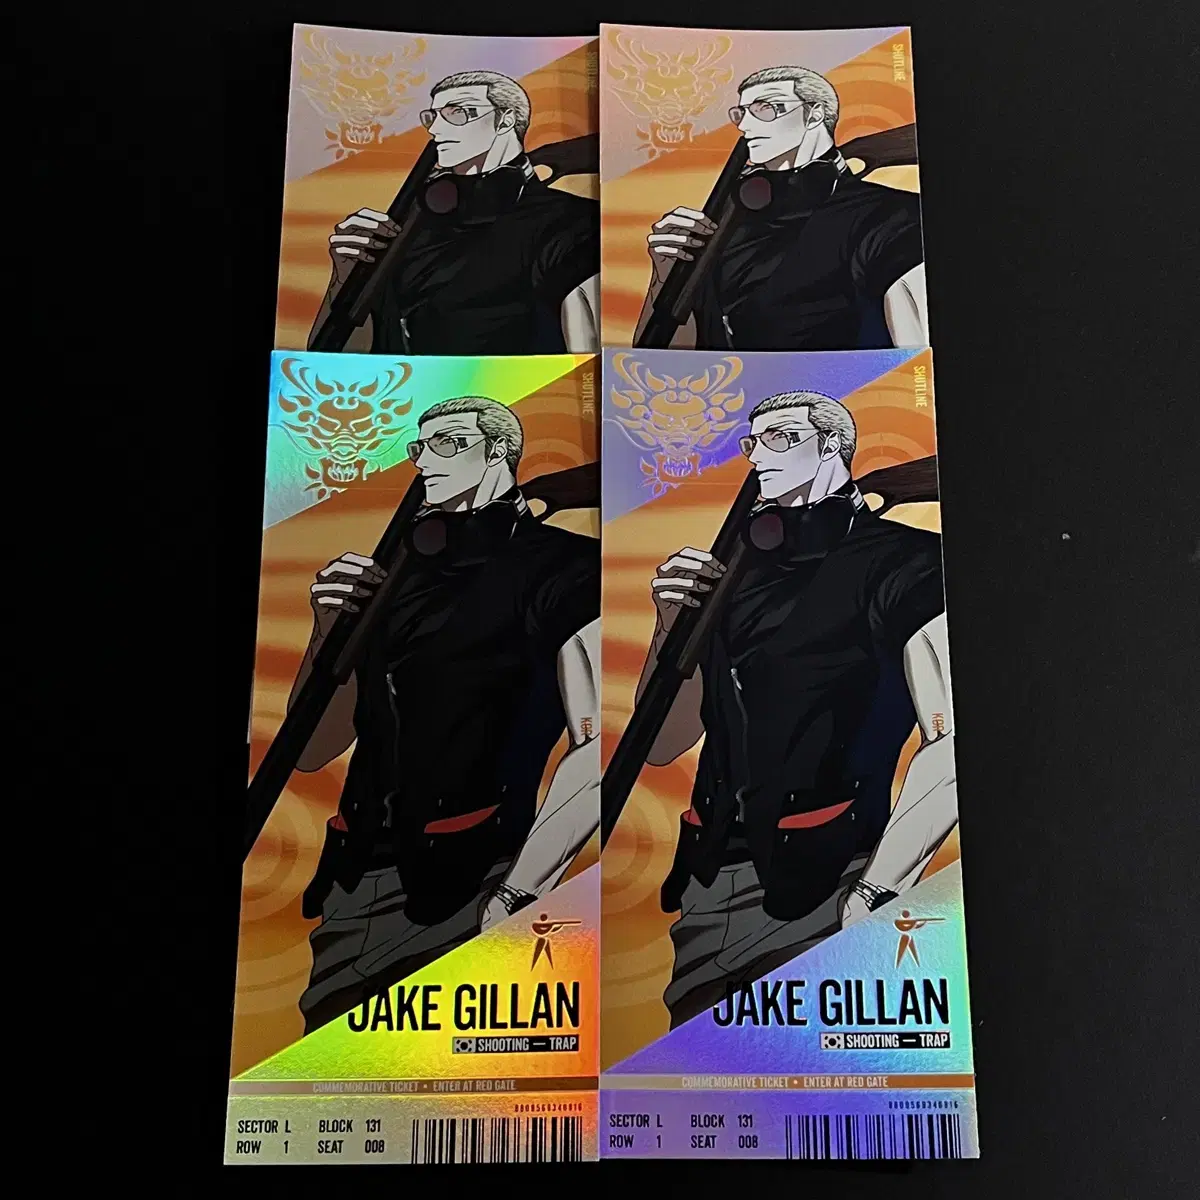 SHUTLINE
SHUTLINE
SHUTLINE
KOR
JAKE GILLAN
SHOOTING — TRAP
COMMEMORATIVE TICKET • ENTER AT RED GATE
SECTOR L BLOCK 131
ROW 1 SEAT 008
SHUTLINE
KOR
JAKE GILLAN
SHOOTING — TRAP
COMMEMORATIVE TICKET • ENTER AT RED GATE
SECTOR L BLOCK 131
ROW 1 SEAT 008